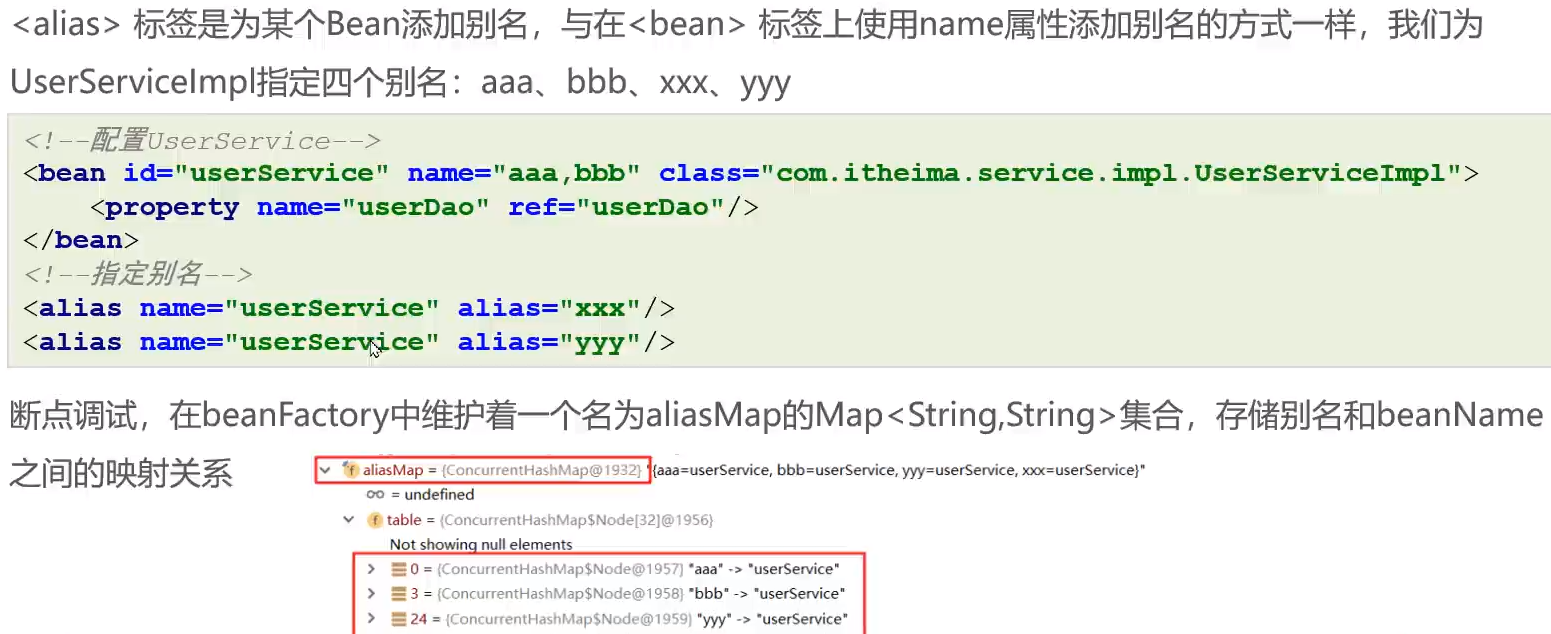 <alias> 标签是为某个Bean添加别名，与在<bean> 标签上使用name属性添加别名的方式一样，我们为
UserServiceImpl指定四个别名：aaa、bbb、xxx、yyy
<!--配置UserService-->
<bean id="userService" name="aaa,bbb" class="com.itheima.service.impl.UserServiceImpl">
    <property name="userDao" ref="userDao"/>
</bean>
<!--指定别名-->
<alias name="userService" alias="xxx"/>
<alias name="userService" alias="yyy"/>
断点调试，在beanFactory中维护着一个名为aliasMap的Map<String,String>集合，存储别名和beanName
之间的映射关系
aliasMap = {ConcurrentHashMap@1932} "{aaa=userService, bbb=userService, yyy=userService, xxx=userService}"
oo = undefined
f table = {ConcurrentHashMap$Node[32]@1956}
Not showing null elements
0 = {ConcurrentHashMap$Node@1957} "aaa" -> "userService"
3 = {ConcurrentHashMap$Node@1958} "bbb" -> "userService"
24 = {ConcurrentHashMap$Node@1959} "yyy" -> "userService"